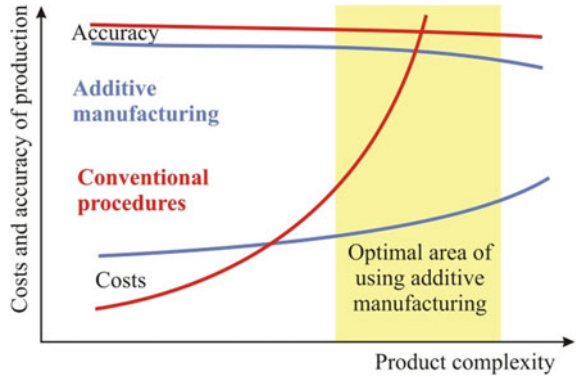 Costs and accuracy of production
Accuracy
Additive
manufacturing
Conventional
procedures
Costs
Optimal area of
using additive
manufacturing
Product complexity